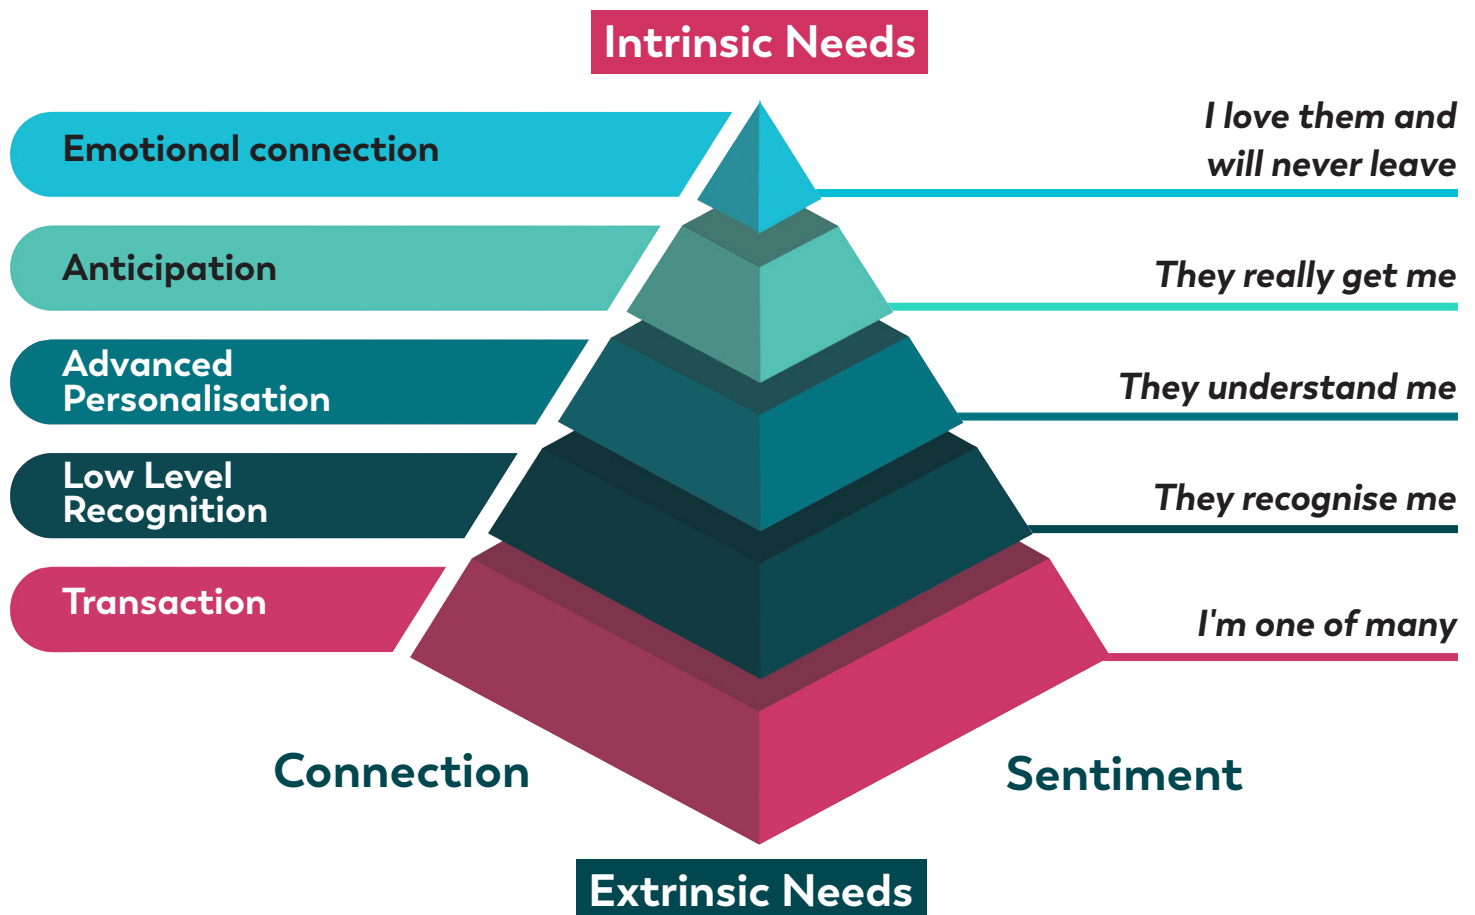 Intrinsic Needs
Emotional connection
I love them and
will never leave
Anticipation
They really get me
Advanced
Personalisation
They understand me
Low Level
Recognition
They recognise me
Transaction
I'm one of many
Connection
Sentiment
Extrinsic Needs